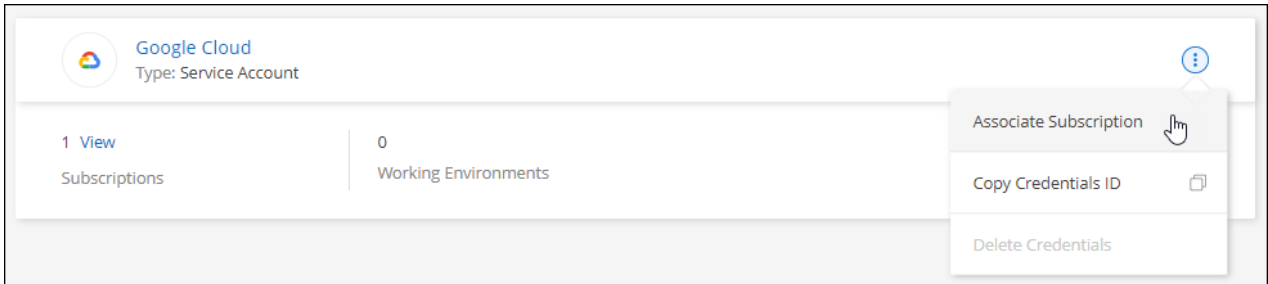 Google Cloud
Type: Service Account
Associate Subscription
1 View
0
Subscriptions
Working Environments
Copy Credentials ID
Delete Credentials